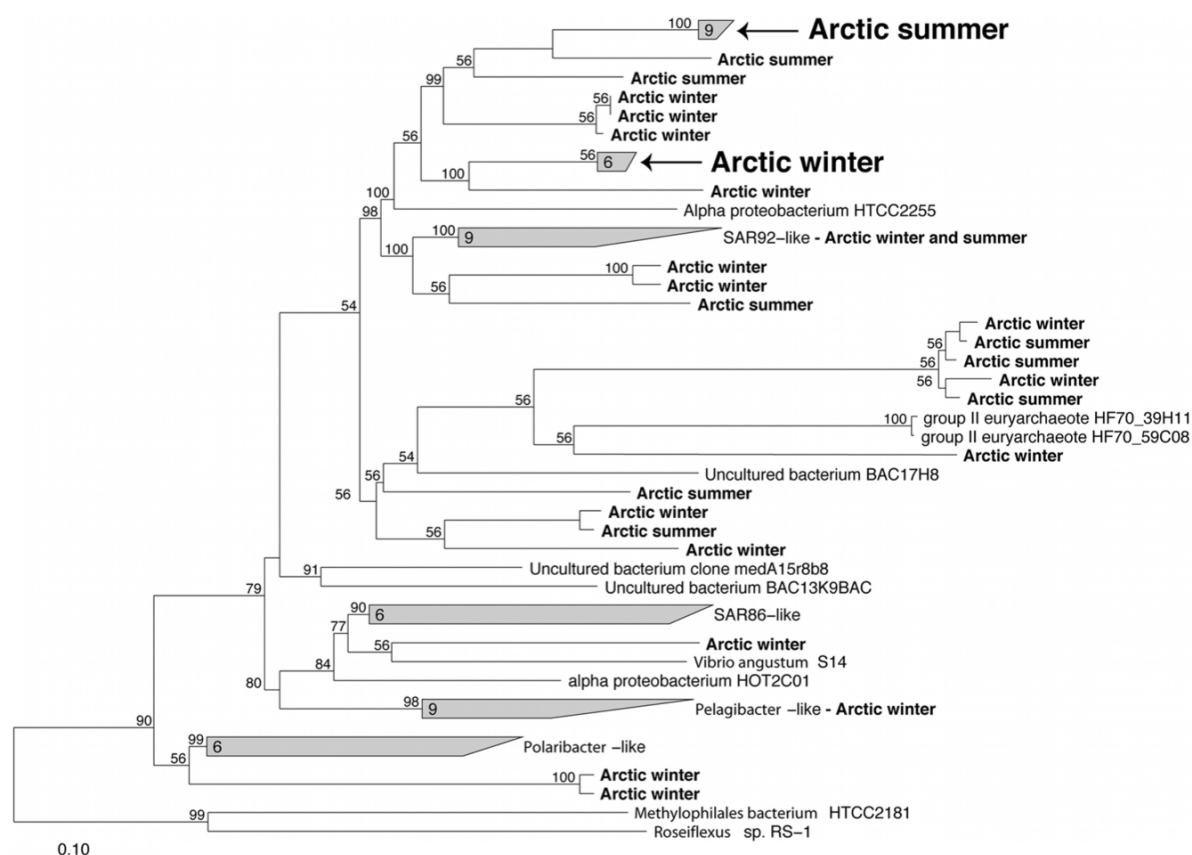 100 9 Arctic summer
56 Arctic summer
99 Arctic summer
56 Arctic winter
56 Arctic winter
56 Arctic winter
56 6 Arctic winter
100 Arctic winter
100 Alpha proteobacterium HTCC2255
98
100 9 SAR92-like - Arctic winter and summer
100
100 Arctic winter
Arctic winter
56 Arctic summer
54
Arctic winter
56 Arctic summer
56 Arctic summer
56 Arctic winter
Arctic summer
56
100 group II euryarchaeote HF70_39H11
group II euryarchaeote HF70_59C08
56 Arctic winter
54 Uncultured bacterium BAC17H8
56 Arctic summer
56
Arctic winter
56 Arctic summer
Arctic winter
91 Uncultured bacterium clone medA15r8b8
Uncultured bacterium BAC13K9BAC
79
90 6 SAR86-like
77
56 Arctic winter
Vibrio angustum S14
84 alpha proteobacterium HOT2C01
80
98 9 Pelagibacter -like - Arctic winter
90
99 6 Polaribacter -like
56
100 Arctic winter
Arctic winter
99 Methylophilales bacterium HTCC2181
Roseiflexus sp. RS-1
0.10